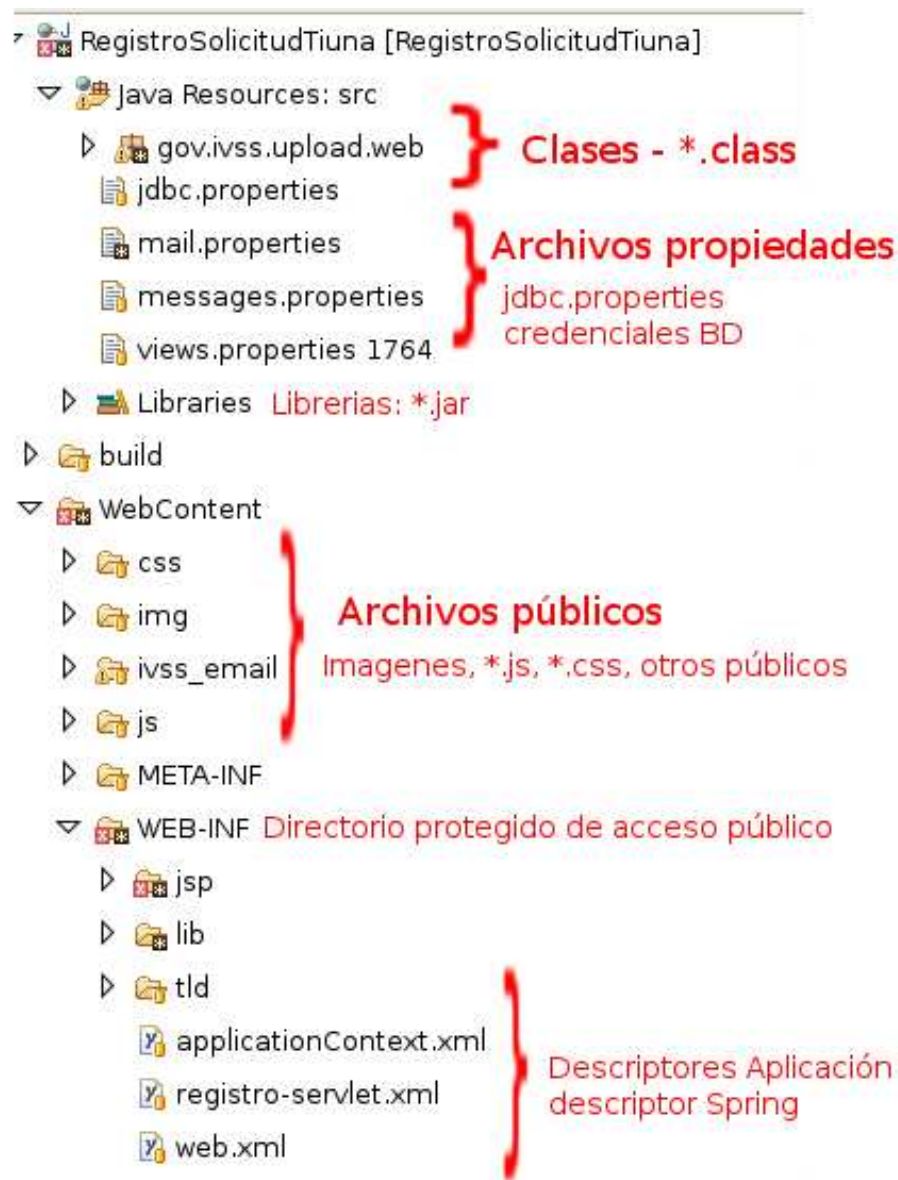 RegistroSolicitudTiuna [RegistroSolicitudTiuna]
Java Resources: src
gov.ivss.upload.web
Clases - *.class
jdbc.properties
mail.properties
Archivos propiedades
messages.properties
jdbc.properties
credenciales BD
views.properties 1764
Libraries Librerias: *.jar
build
WebContent
css
img
Archivos públicos
ivss_email
Imagenes, *.js, *.css, otros públicos
js
META-INF
WEB-INF Directorio protegido de acceso público
jsp
lib
tld
applicationContext.xml
Descriptores Aplicación
registro-servlet.xml
descriptor Spring
web.xml